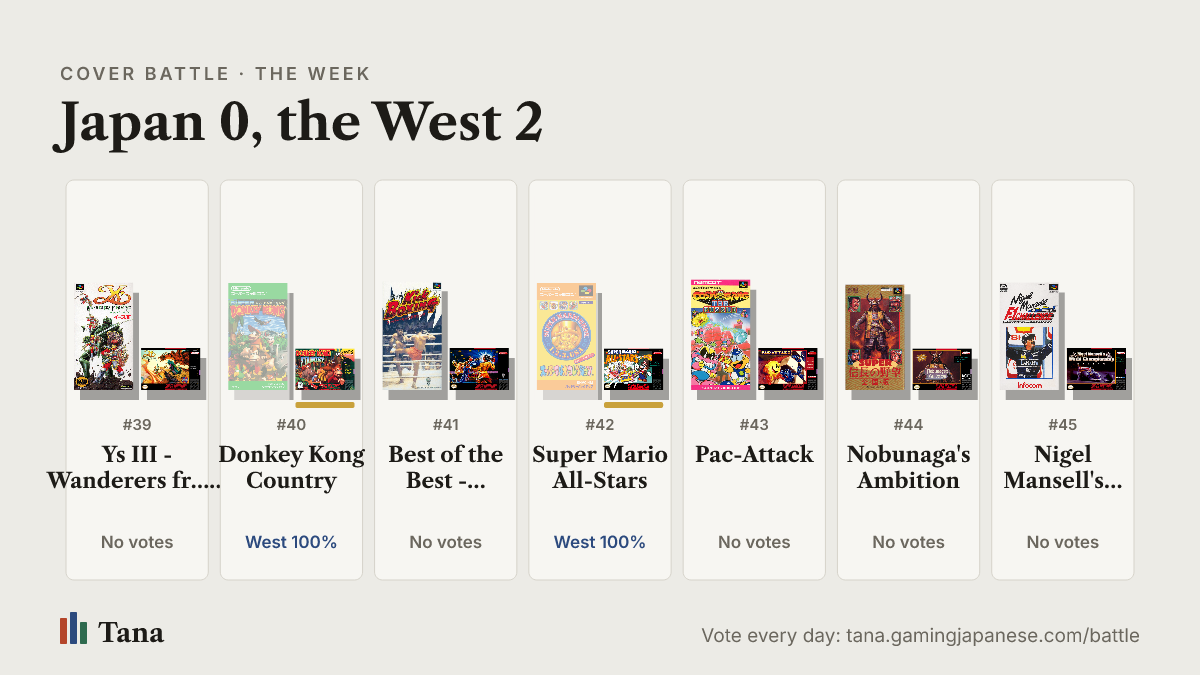 COVER BATTLE · THE WEEK
Japan 0, the West 2
#39
Ys III -
Wanderers fr.....
No votes
#40
Donkey Kong
Country
West 100%
#41
Best of the
Best -...
No votes
#42
Super Mario
All-Stars
West 100%
#43
Pac-Attack
No votes
#44
Nobunaga's
Ambition
No votes
#45
Nigel
Mansell's...
No votes
Tana
Vote every day: tana.gamingjapanese.com/battle